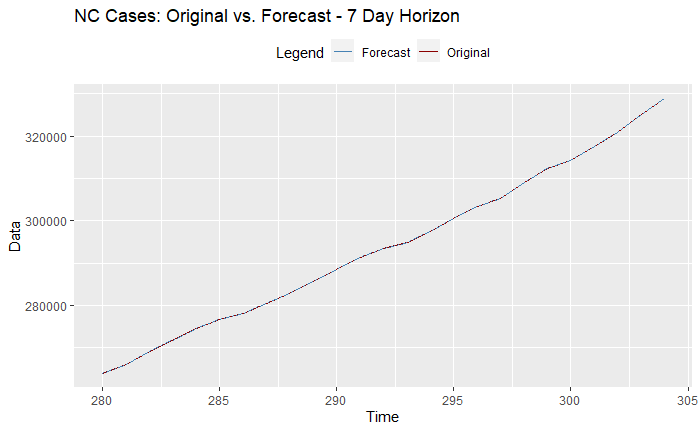 NC Cases: Original vs. Forecast - 7 Day Horizon
Legend Forecast Original
320000
300000
280000
Data
280 285 290 295 300 305
Time